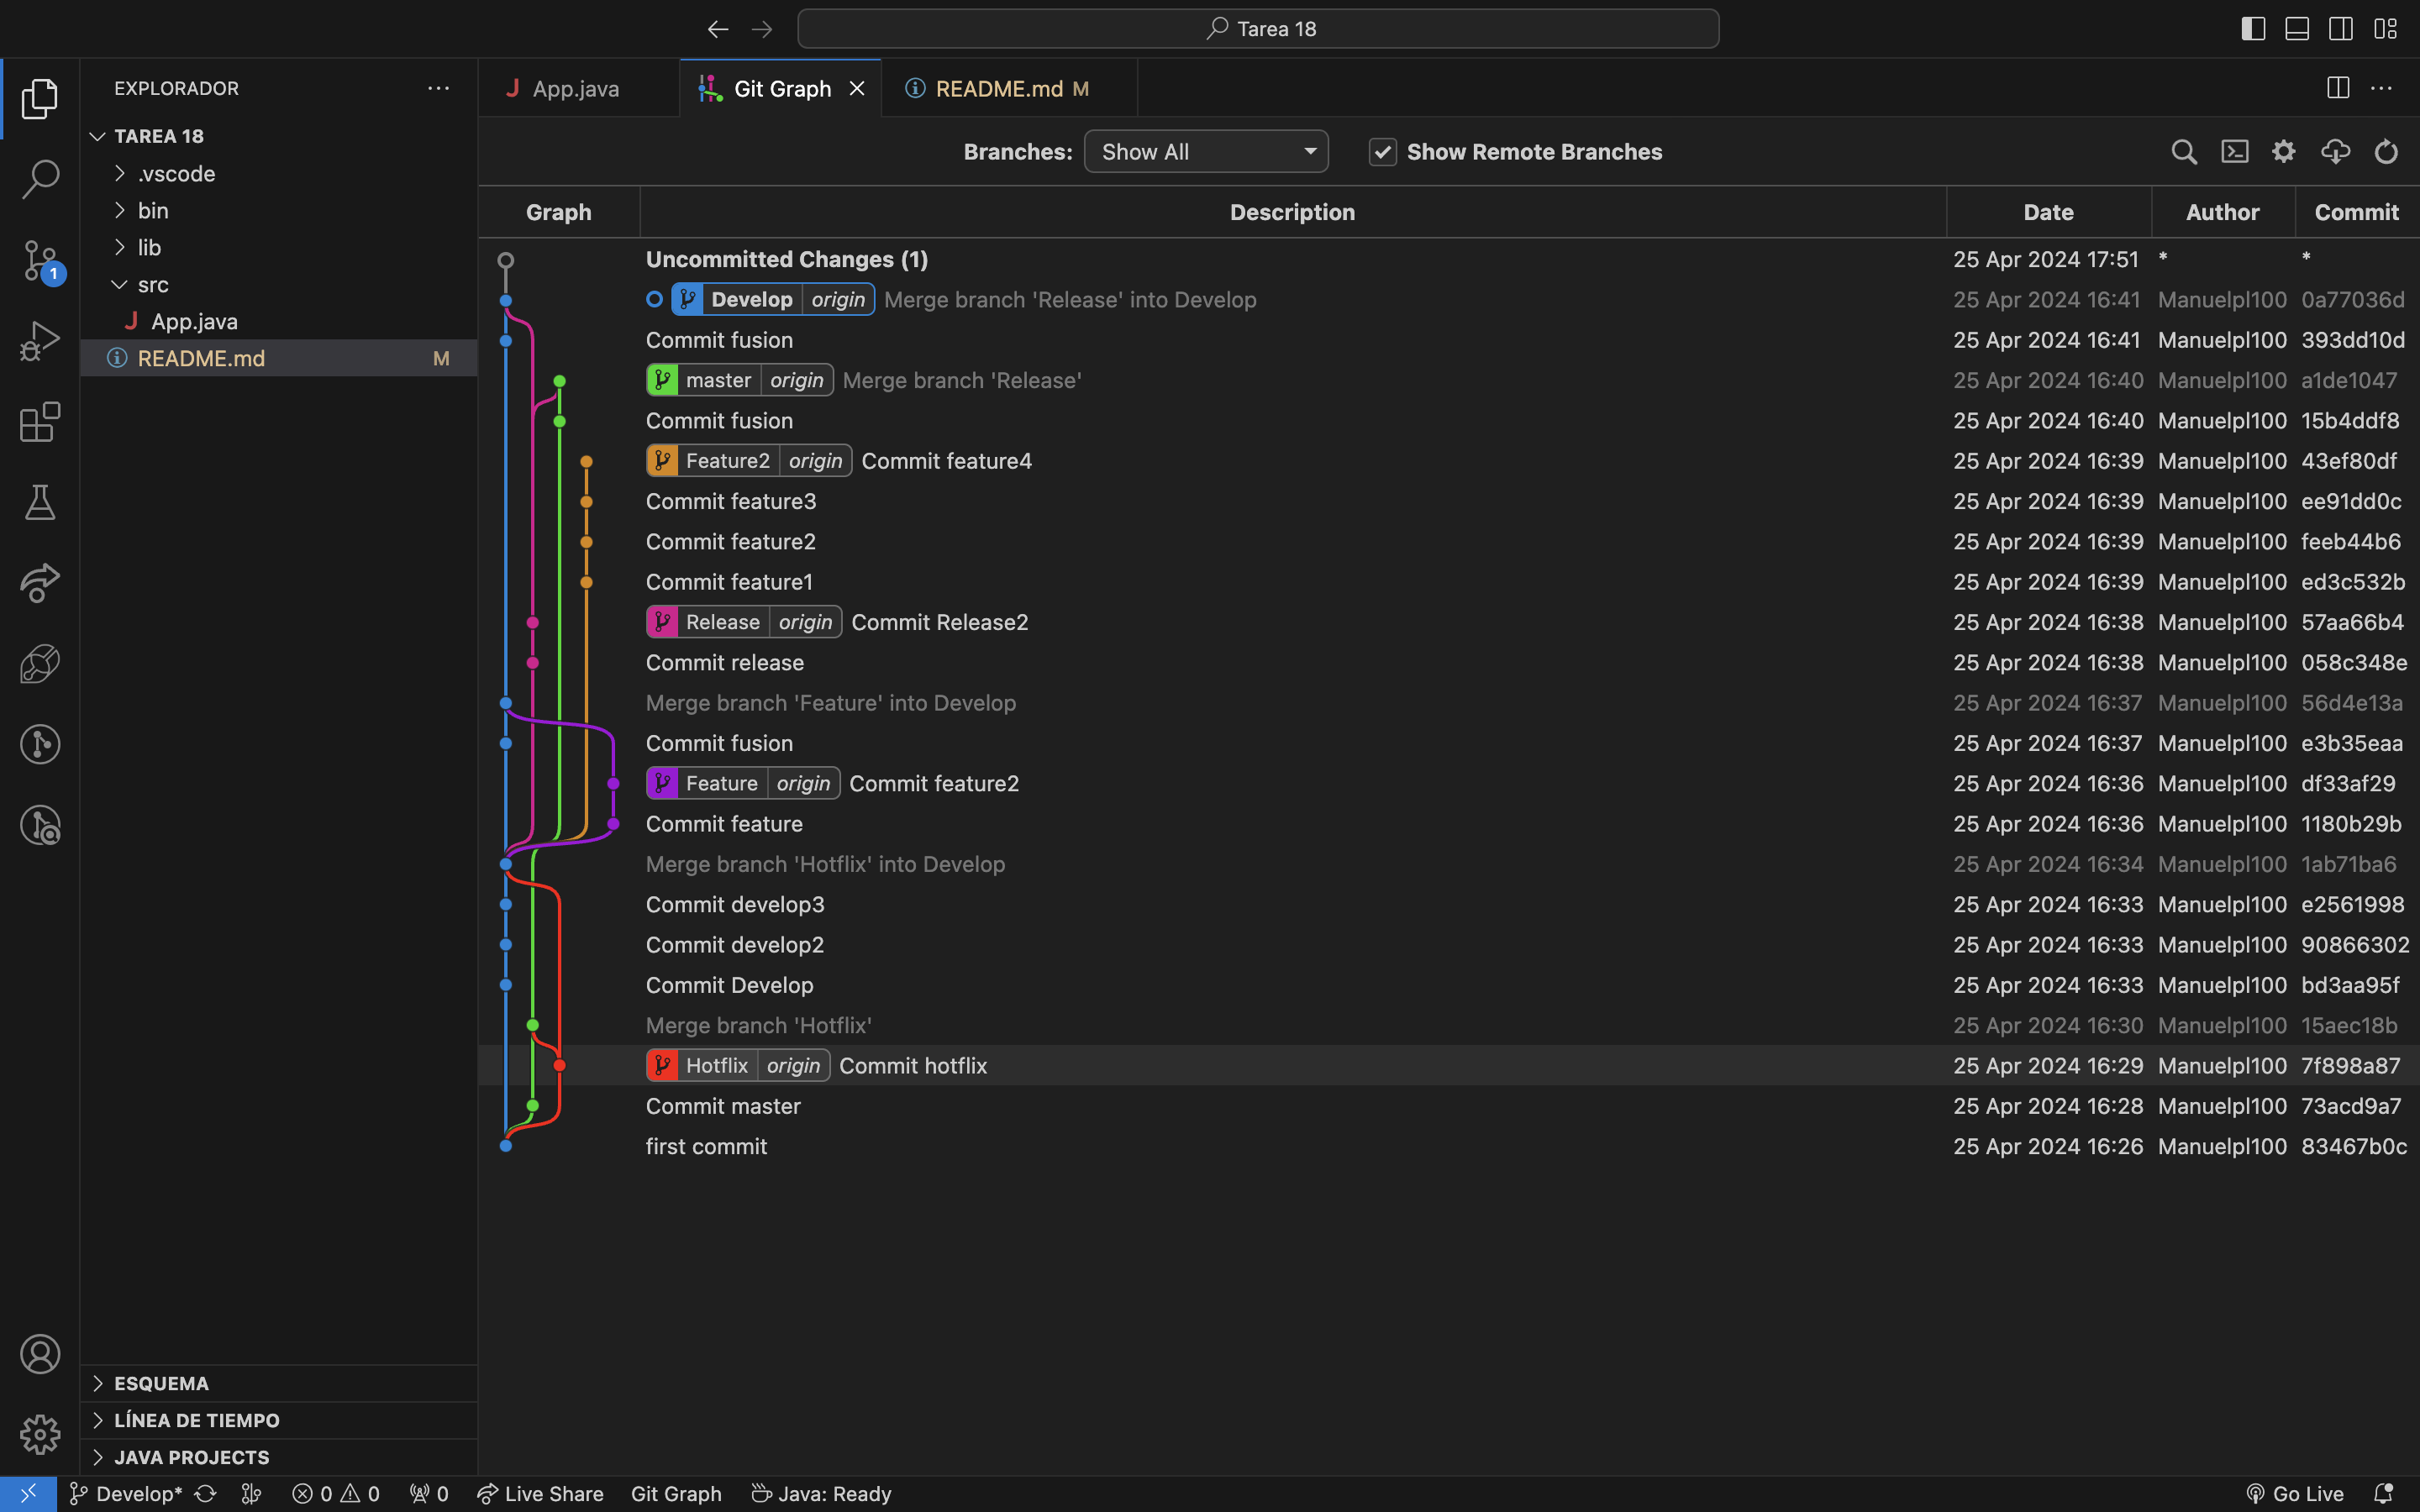 Tarea 18
EXPLORADOR
App.java
Git Graph
README.md M
TAREA 18
.vscode
bin
lib
src
App.java
README.md M
1
Branches: Show All Show Remote Branches
Graph Description Date Author Commit
Uncommitted Changes (1) 25 Apr 2024 17:51 * *
Develop origin Merge branch 'Release' into Develop 25 Apr 2024 16:41 Manuelpl100 0a77036d
Commit fusion 25 Apr 2024 16:41 Manuelpl100 393dd10d
master origin Merge branch 'Release' 25 Apr 2024 16:40 Manuelpl100 a1de1047
Commit fusion 25 Apr 2024 16:40 Manuelpl100 15b4ddf8
Feature2 origin Commit feature4 25 Apr 2024 16:39 Manuelpl100 43ef80df
Commit feature3 25 Apr 2024 16:39 Manuelpl100 ee91dd0c
Commit feature2 25 Apr 2024 16:39 Manuelpl100 feeb44b6
Commit feature1 25 Apr 2024 16:39 Manuelpl100 ed3c532b
Release origin Commit Release2 25 Apr 2024 16:38 Manuelpl100 57aa66b4
Commit release 25 Apr 2024 16:38 Manuelpl100 058c348e
Merge branch 'Feature' into Develop 25 Apr 2024 16:37 Manuelpl100 56d4e13a
Commit fusion 25 Apr 2024 16:37 Manuelpl100 e3b35eaa
Feature origin Commit feature2 25 Apr 2024 16:36 Manuelpl100 df33af29
Commit feature 25 Apr 2024 16:36 Manuelpl100 1180b29b
Merge branch 'Hotflix' into Develop 25 Apr 2024 16:34 Manuelpl100 1ab71ba6
Commit develop3 25 Apr 2024 16:33 Manuelpl100 e2561998
Commit develop2 25 Apr 2024 16:33 Manuelpl100 90866302
Commit Develop 25 Apr 2024 16:33 Manuelpl100 bd3aa95f
Merge branch 'Hotflix' 25 Apr 2024 16:30 Manuelpl100 15aec18b
Hotflix origin Commit hotflix 25 Apr 2024 16:29 Manuelpl100 7f898a87
Commit master 25 Apr 2024 16:28 Manuelpl100 73acd9a7
first commit 25 Apr 2024 16:26 Manuelpl100 83467b0c
ESQUEMA
LÍNEA DE TIEMPO
JAVA PROJECTS
Develop* 0 0 0 Live Share Git Graph Java: Ready Go Live